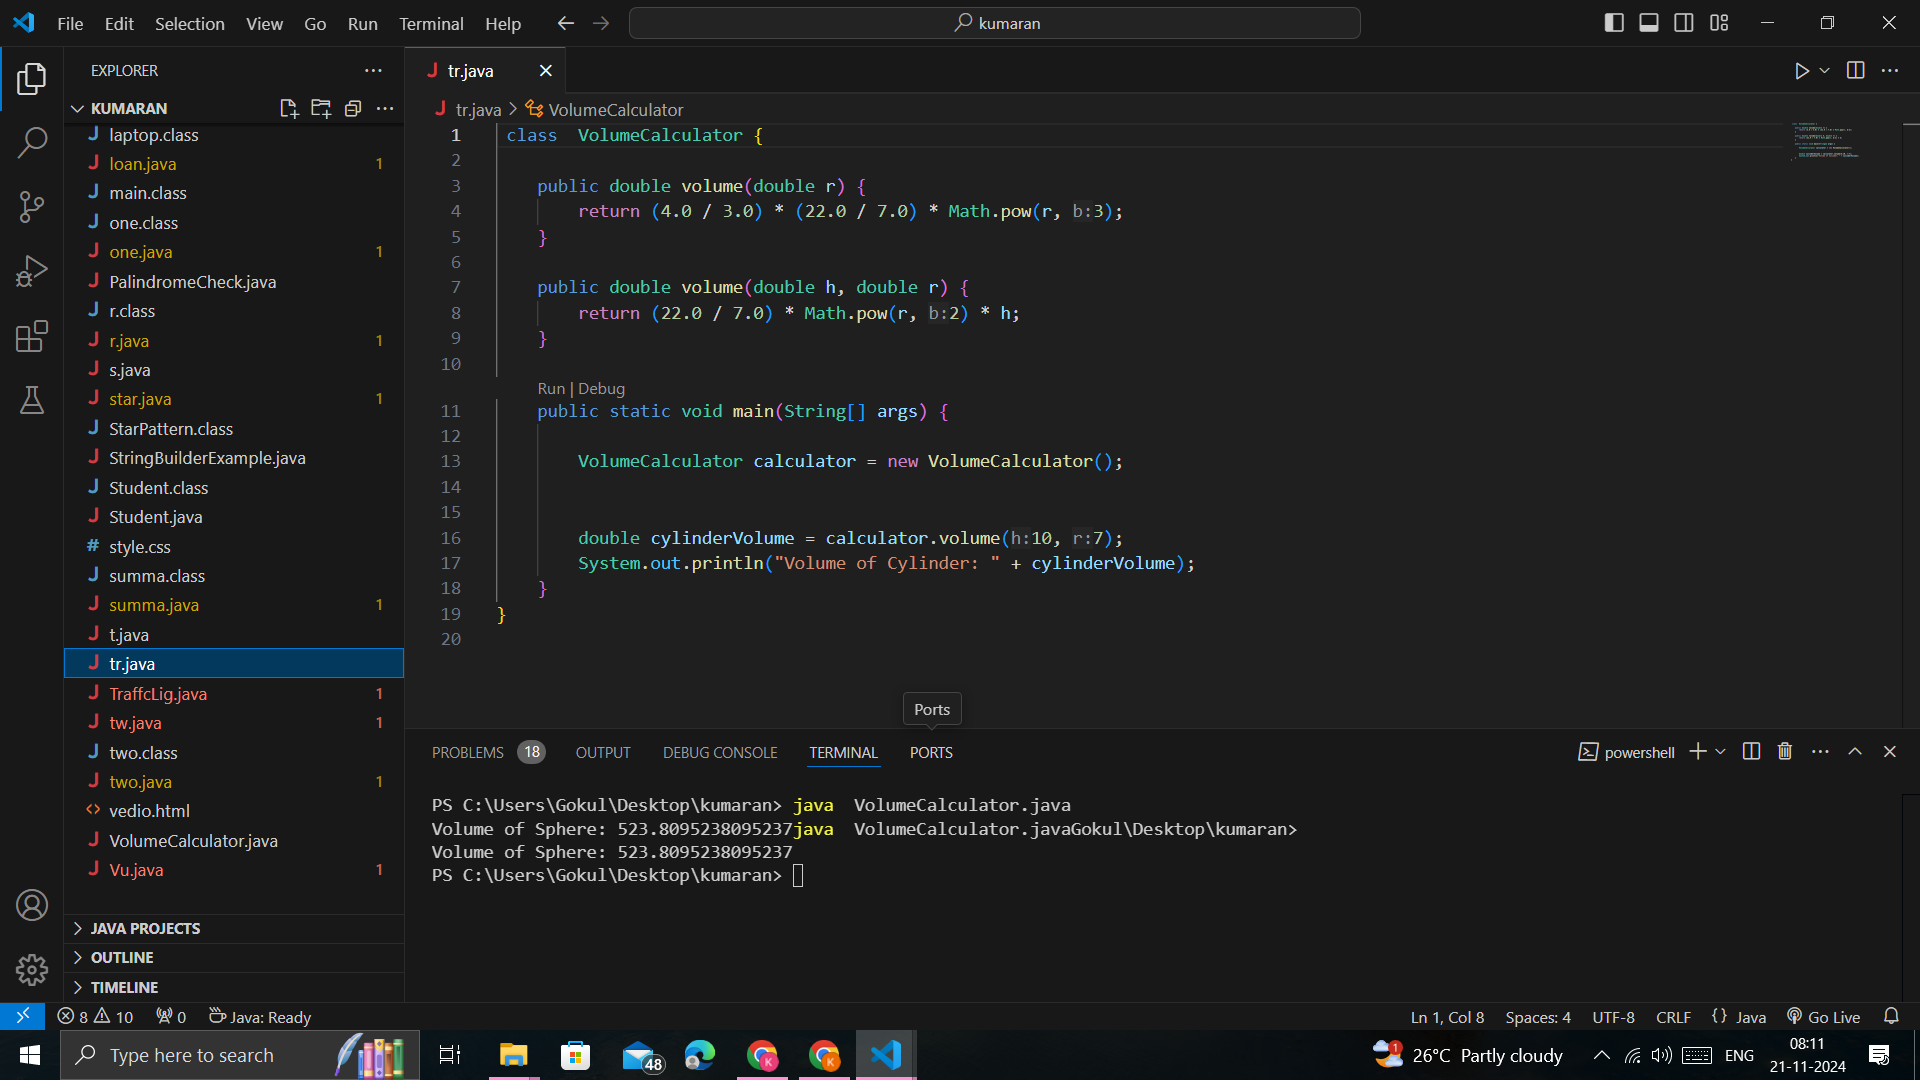 File Edit Selection View Go Run Terminal Help
kumaran
EXPLORER
KUMARAN
laptop.class
loan.java 1
main.class
one.class
one.java 1
PalindromeCheck.java
r.class
r.java 1
s.java
star.java 1
StarPattern.class
StringBuilderExample.java
Student.class
Student.java
# style.css
summa.class
summa.java 1
t.java
tr.java
TraffcLig.java 1
tw.java 1
two.class
two.java 1
<> vedio.html
VolumeCalculator.java
Vu.java 1
JAVA PROJECTS
OUTLINE
TIMELINE
tr.java
tr.java > VolumeCalculator
1 class  VolumeCalculator {
2
3 public double volume(double r) {
4 return (4.0 / 3.0) * (22.0 / 7.0) * Math.pow(r, b:3);
5 }
6
7 public double volume(double h, double r) {
8 return (22.0 / 7.0) * Math.pow(r, b:2) * h;
9 }
10
Run | Debug
11 public static void main(String[] args) {
12
13 VolumeCalculator calculator = new VolumeCalculator();
14
15
16 double cylinderVolume = calculator.volume(h:10, r:7);
17 System.out.println("Volume of Cylinder: " + cylinderVolume);
18 }
19 }
20
Ports
PROBLEMS 18 OUTPUT DEBUG CONSOLE TERMINAL PORTS
powershell
PS C:\Users\Gokul\Desktop\kumaran> java  VolumeCalculator.java
Volume of Sphere: 523.8095238095237java  VolumeCalculator.javaGokul\Desktop\kumaran>
Volume of Sphere: 523.8095238095237
PS C:\Users\Gokul\Desktop\kumaran>
8 10 0 Java: Ready
Ln 1, Col 8 Spaces: 4 UTF-8 CRLF {} Java Go Live
Type here to search
48
K
K
1
26°C Partly cloudy
ENG
08:11
21-11-2024